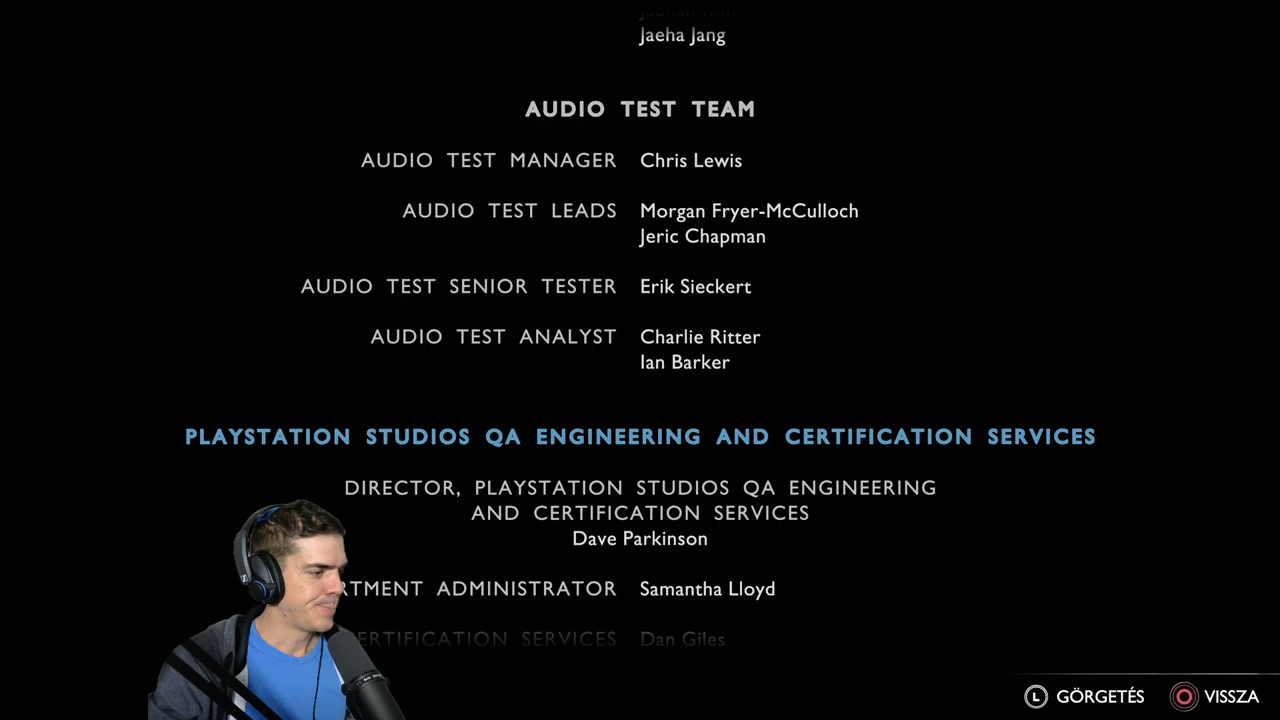 Jaeha Jang
AUDIO TEST TEAM
AUDIO TEST MANAGER Chris Lewis
AUDIO TEST LEADS Morgan Fryer-McCulloch
Jeric Chapman
AUDIO TEST SENIOR TESTER Erik Sieckert
AUDIO TEST ANALYST Charlie Ritter
Ian Barker
PLAYSTATION STUDIOS QA ENGINEERING AND CERTIFICATION SERVICES
DIRECTOR, PLAYSTATION STUDIOS QA ENGINEERING
AND CERTIFICATION SERVICES
Dave Parkinson
ADMINISTRATOR Samantha Lloyd
SERVICES Dan Giles
L GÖRGETÉS VISSZA